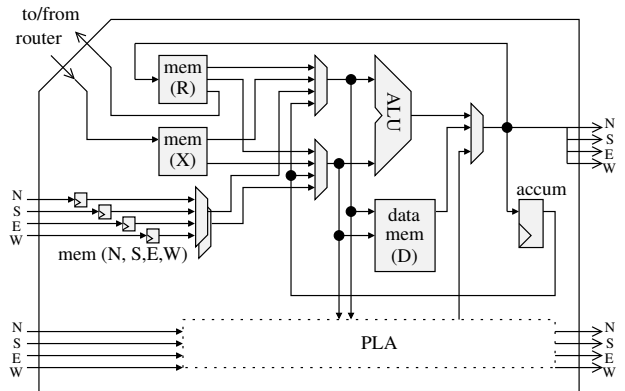 to/from
router
mem
(R)
mem
(X)
ALU
N
S
E
W
N
S
E
W
mem (N, S,E,W)
data
mem
(D)
accum
N
S
E
W
PLA
N
S
E
W